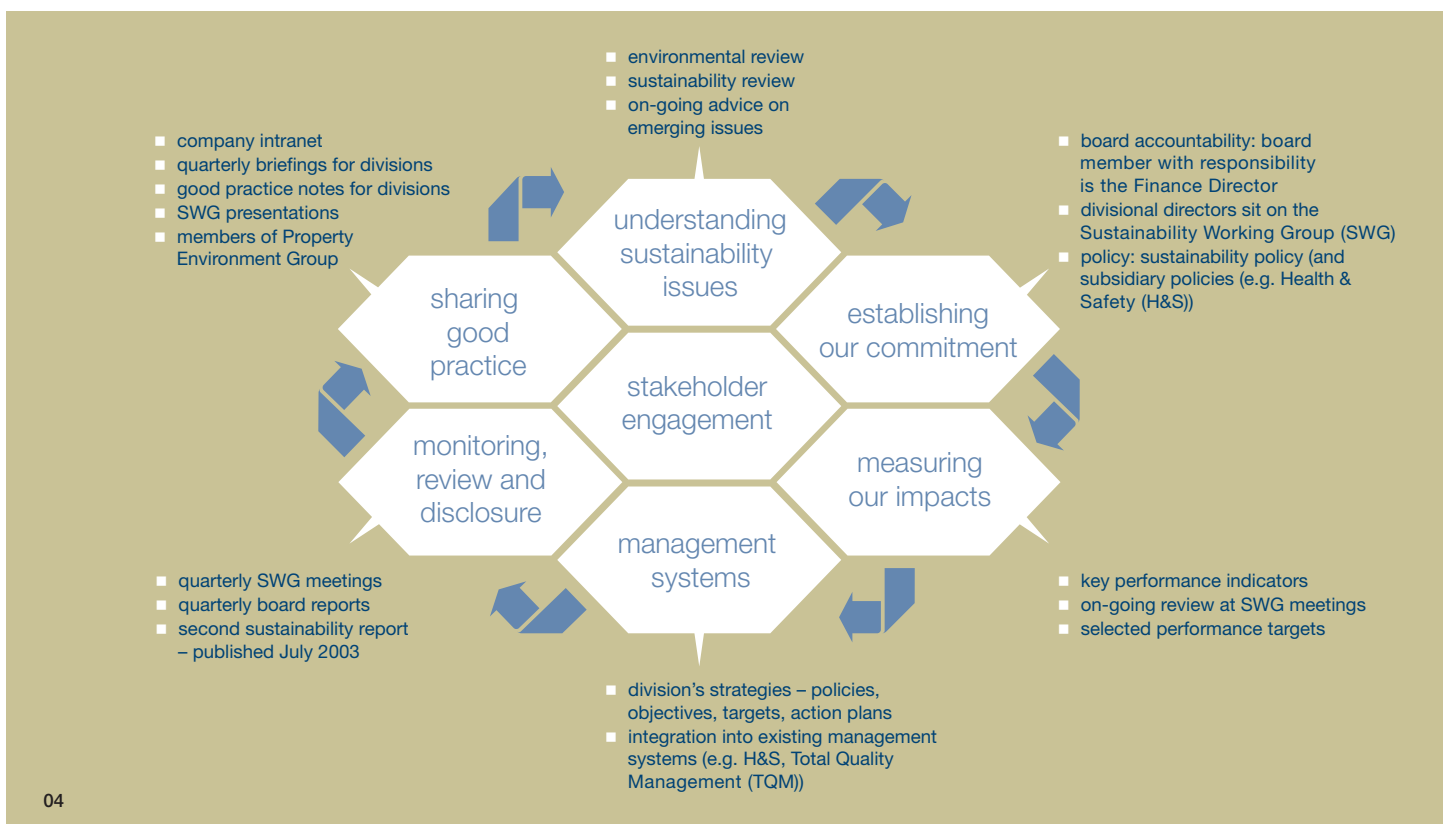 environmental review
sustainability review
on-going advice on
emerging issues
company intranet
quarterly briefings for divisions
good practice notes for divisions
SWG presentations
members of Property
Environment Group
board accountability: board
member with responsibility
is the Finance Director
divisional directors sit on the
Sustainability Working Group (SWG)
policy: sustainability policy (and
subsidiary policies (e.g. Health &
Safety (H&S))
understanding
sustainability
issues
sharing
good
practice
establishing
our commitment
stakeholder
engagement
monitoring,
review and
disclosure
measuring
our impacts
management
systems
quarterly SWG meetings
quarterly board reports
second sustainability report
– published July 2003
key performance indicators
on-going review at SWG meetings
selected performance targets
division's strategies – policies,
objectives, targets, action plans
integration into existing management
systems (e.g. H&S, Total Quality
Management (TQM))
04